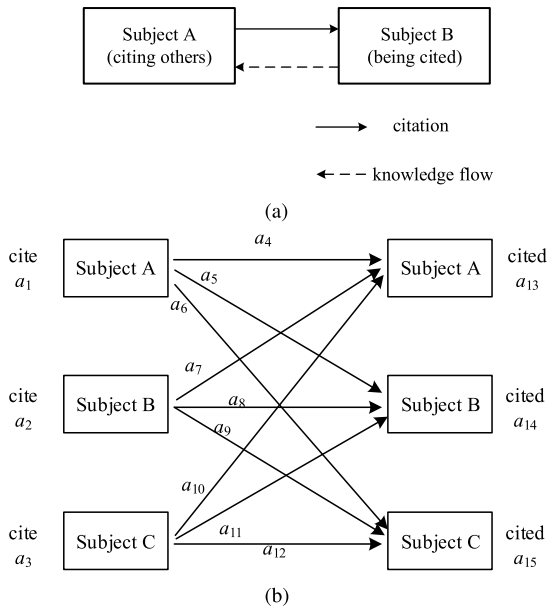 Subject A
(citing others)
Subject B
(being cited)
citation
knowledge flow
(a)
cite
a1
Subject A
a4
a5
a6
Subject A
cited
a13
cite
a2
Subject B
a7
a8
a9
Subject B
cited
a14
cite
a3
Subject C
a10
a11
a12
Subject C
cited
a15
(b)